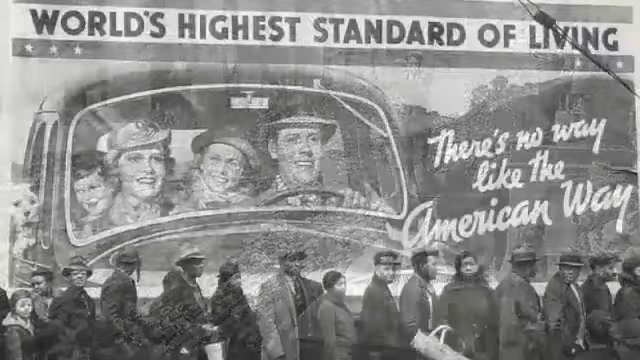 WORLD'S HIGHEST STANDARD OF LIVING
There's no way
like the
American Way